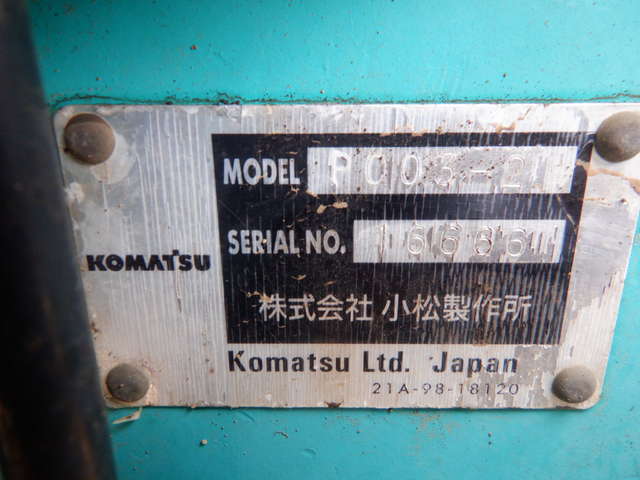 MODEL PC03-2
SERIAL NO. 16686
KOMATSU
株式会社 小松製作所
Komatsu Ltd. Japan
21A-98-18120